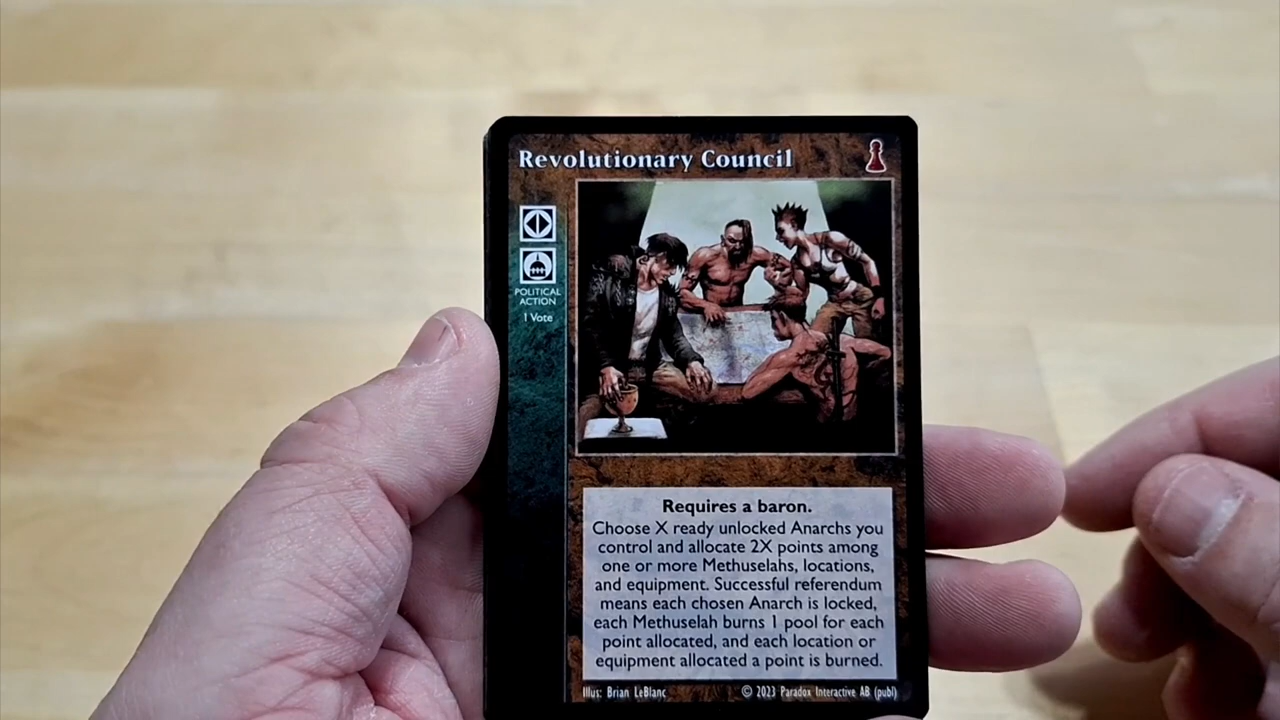 Revolutionary Council
POLITICAL
ACTION
1 Vote
Requires a baron.
Choose X ready unlocked Anarchs you
control and allocate 2X points among
one or more Methuselahs, locations,
and equipment. Successful referendum
means each chosen Anarch is locked,
each Methuselah burns 1 pool for each
point allocated, and each location or
equipment allocated a point is burned.
Illus: Brian LeBlanc
© 2023 Paradox Interactive AB (publ)